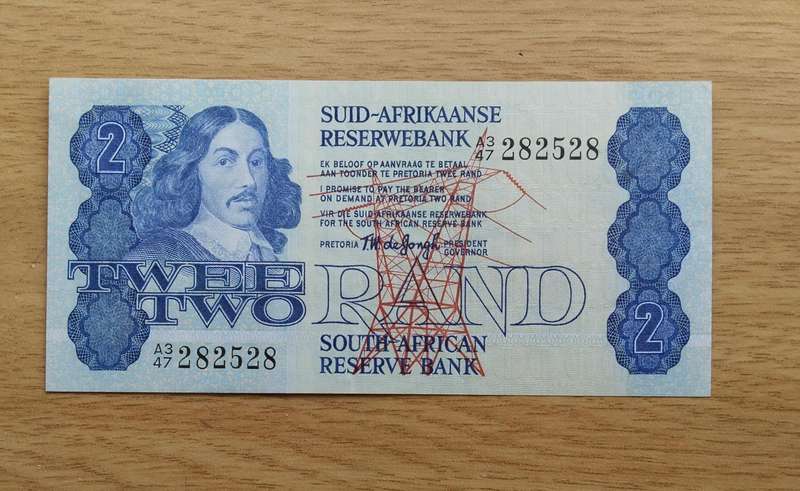 2
SUID-AFRIKAANSE
RESERWEBANK
A3
47 282528
EK BELOOF OP AANVRAAG TE BETAAL
AAN TOONDER TE PRETORIA TWEE RAND
I PROMISE TO PAY THE BEARER
ON DEMAND AT PRETORIA TWO RAND
VIR DIE SUID-AFRIKAANSE RESERWEBANK
FOR THE SOUTH AFRICAN RESERVE BANK
PRETORIA T W de Jongh PRESIDENT
GOVERNOR
TWEE
TWO RAND
2
A3
47 282528
SOUTH AFRICAN
RESERVE BANK